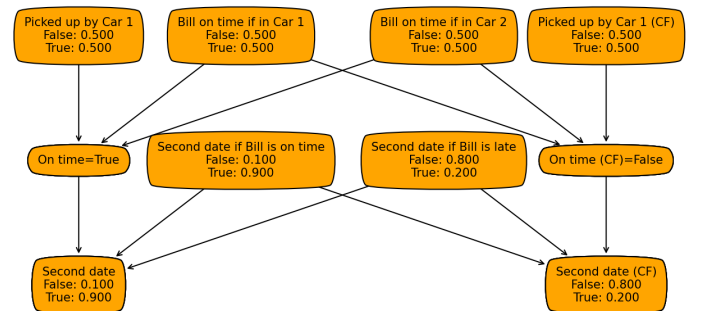 Picked up by Car 1
False: 0.500
True: 0.500
Bill on time if in Car 1
False: 0.500
True: 0.500
Bill on time if in Car 2
False: 0.500
True: 0.500
Picked up by Car 1 (CF)
False: 0.500
True: 0.500
On time=True
Second date if Bill is on time
False: 0.100
True: 0.900
Second date if Bill is late
False: 0.800
True: 0.200
On time (CF)=False
Second date
False: 0.100
True: 0.900
Second date (CF)
False: 0.800
True: 0.200